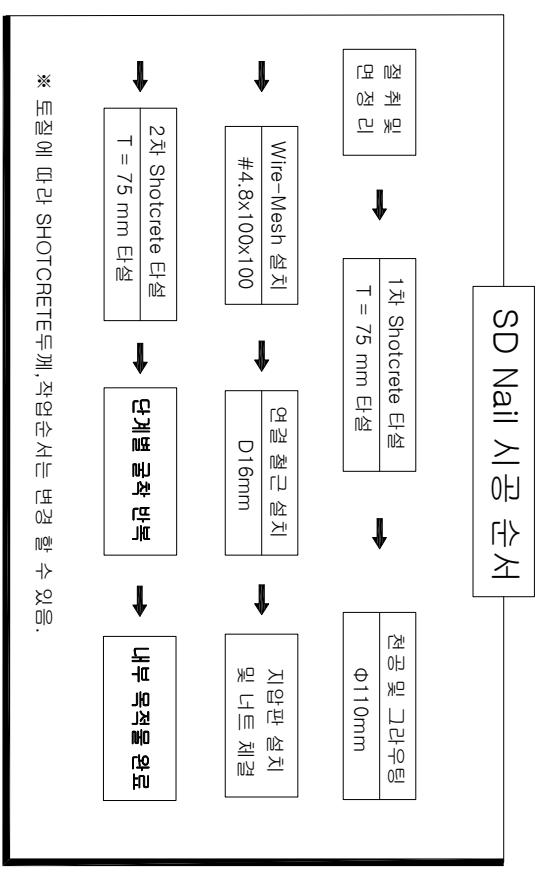 SD Nail 시공 순서
절취 및
면 정 리
1차 Shotcrete 타설
T = 75 mm 타설
천공 및 그라우팅
Φ110mm
Wire-Mesh 설치
#4.8x100x100
연결 철근 설치
D16mm
지압판 설치
및 너트 체결
2차 Shotcrete 타설
T = 75 mm 타설
단계별 굴착 반복
내부 목적물 완료
※ 토질에 따라 SHOTCRETE두께,작업순서는 변경 할 수 있음.